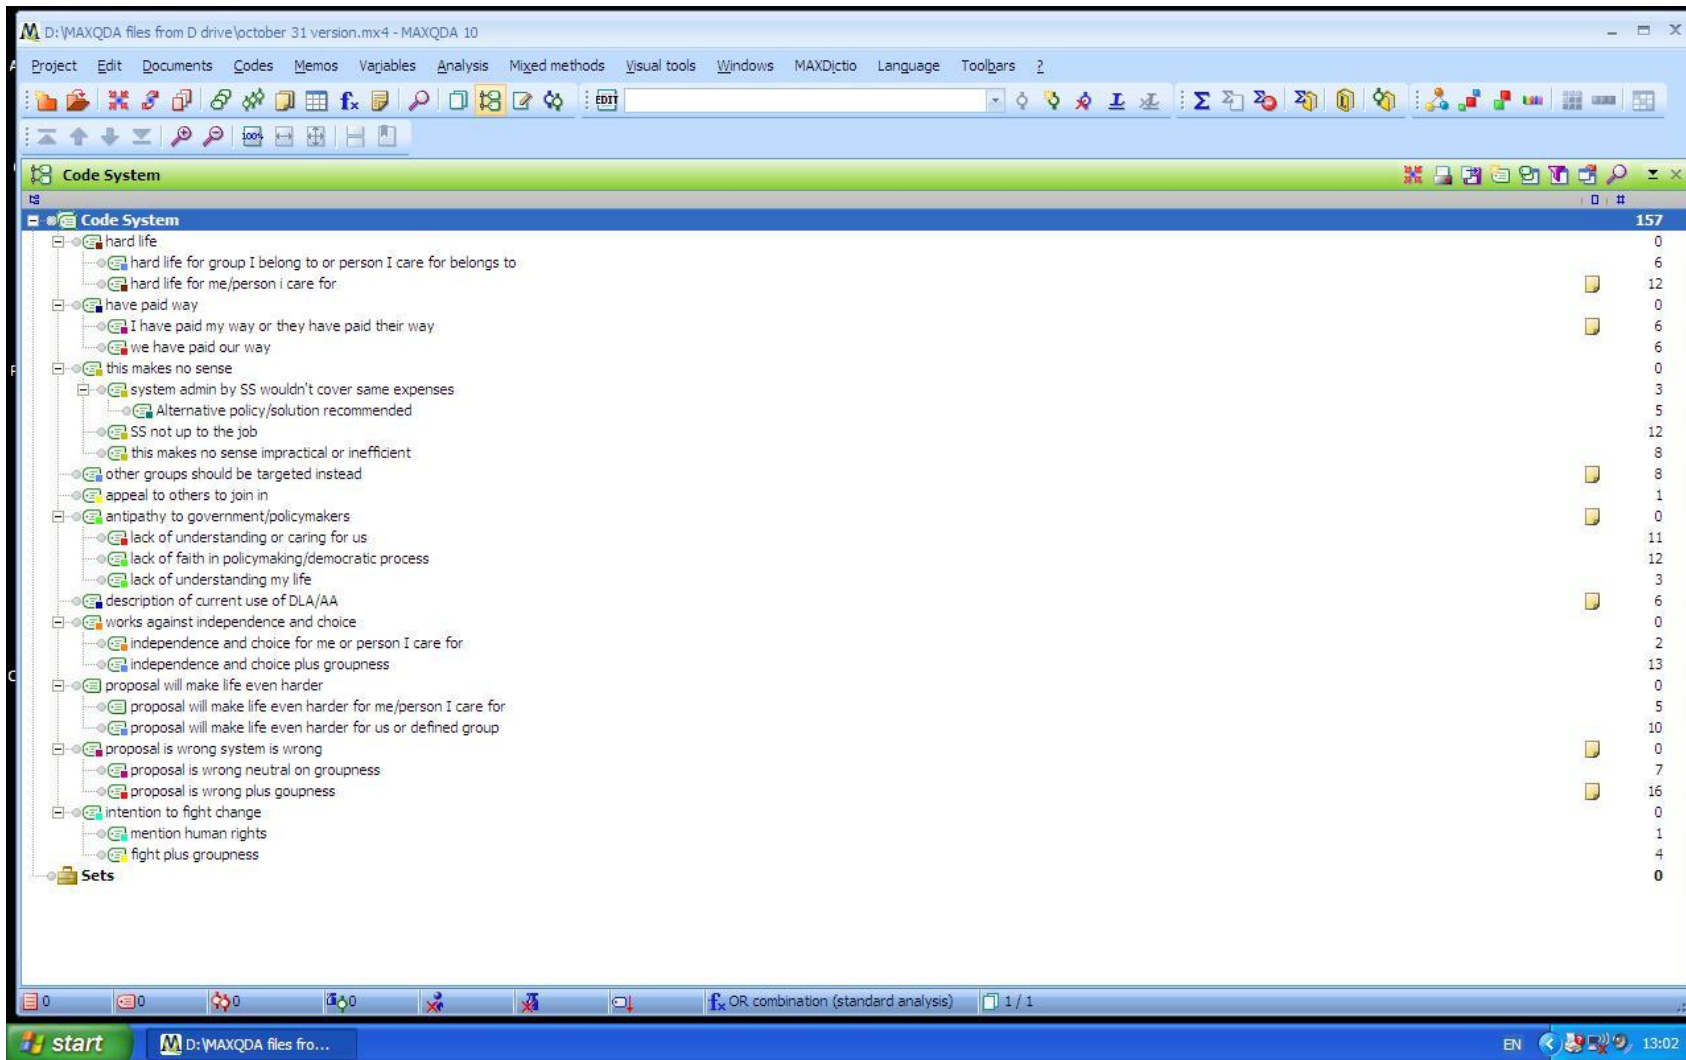 D:\MAXQDA files from D drive\october 31 version.mx4 - MAXQDA 10
Project Edit Documents Codes Memos Variables Analysis Mixed methods Visual tools Windows MAXDictio Language Toolbars ?
EDIT
100%
Code System
#
Code System 157
hard life 0
hard life for group I belong to or person I care for belongs to 6
hard life for me/person i care for 12
have paid way 0
I have paid my way or they have paid their way 6
we have paid our way 6
this makes no sense 0
system admin by SS wouldn't cover same expenses 3
Alternative policy/solution recommended 5
SS not up to the job 12
this makes no sense impractical or inefficient 8
other groups should be targeted instead 8
appeal to others to join in 1
antipathy to government/policymakers 0
lack of understanding or caring for us 11
lack of faith in policymaking/democratic process 12
lack of understanding my life 3
description of current use of DLA/AA 6
works against independence and choice 0
independence and choice for me or person I care for 2
independence and choice plus groupness 13
proposal will make life even harder 0
proposal will make life even harder for me/person I care for 5
proposal will make life even harder for us or defined group 10
proposal is wrong system is wrong 0
proposal is wrong neutral on groupness 7
proposal is wrong plus goupness 16
intention to fight change 0
mention human rights 1
fight plus groupness 4
Sets 0
0 0 0 0 OR combination (standard analysis) 1 / 1
start D:\MAXQDA files fro... EN 13:02